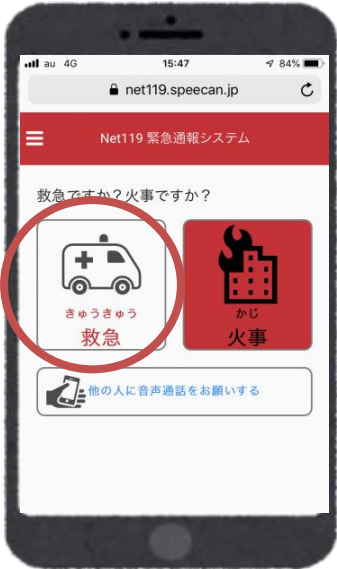 au 4G 15:47 84%
net119.speecan.jp
Net119 緊急通報システム
救急ですか？火事ですか？
きゅうきゅう
救急
かじ
火事
他の人に音声通話をお願いする